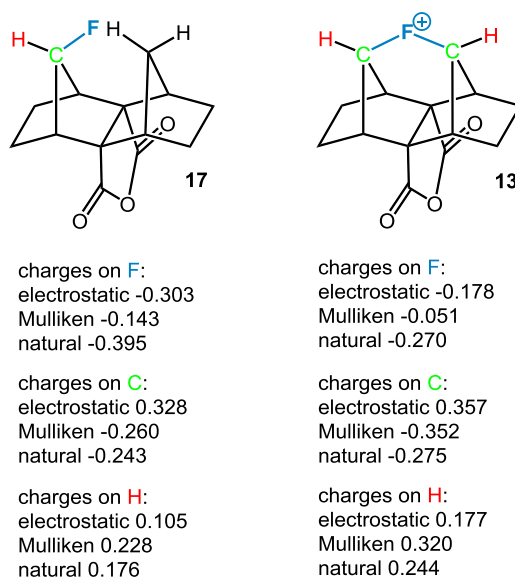 H F H H
C
O
O
O
17
H F⊕ H
C C
O
O
O
13
charges on F:
electrostatic -0.303
Mulliken -0.143
natural -0.395
charges on C:
electrostatic 0.328
Mulliken -0.260
natural -0.243
charges on H:
electrostatic 0.105
Mulliken 0.228
natural 0.176
charges on F:
electrostatic -0.178
Mulliken -0.051
natural -0.270
charges on C:
electrostatic 0.357
Mulliken -0.352
natural -0.275
charges on H:
electrostatic 0.177
Mulliken 0.320
natural 0.244